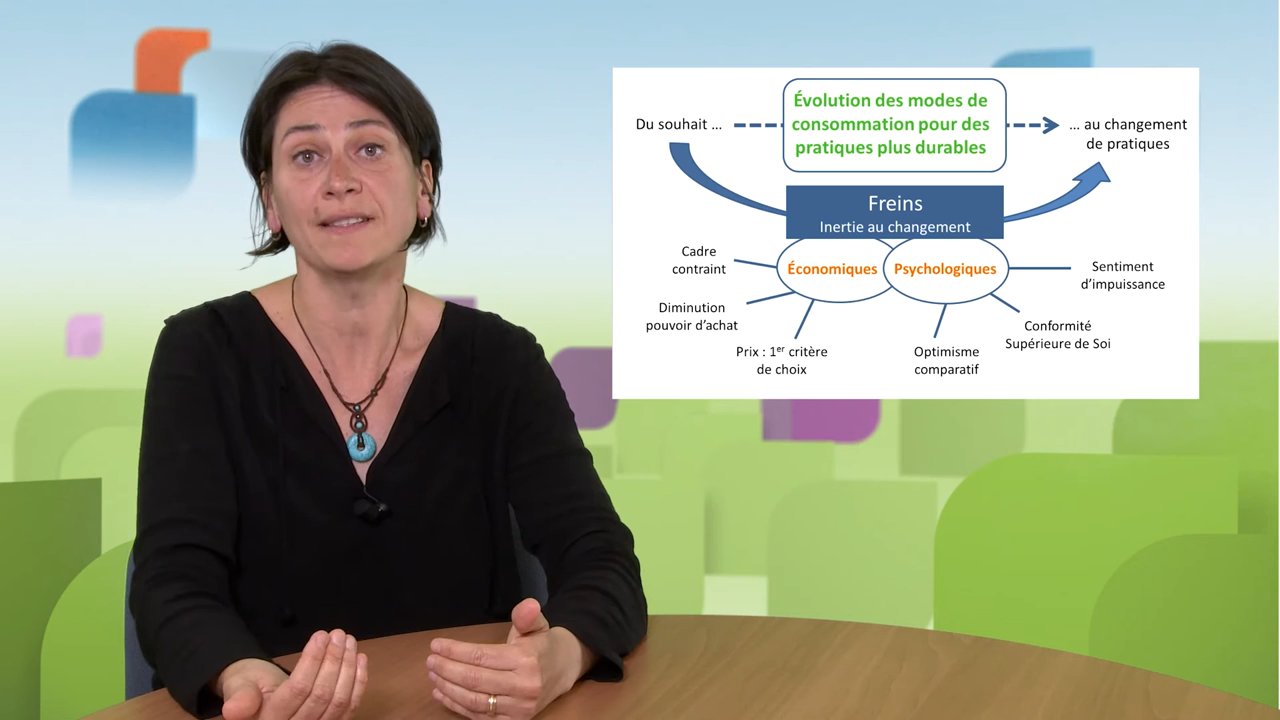 Du souhait ...
Évolution des modes de
consommation pour des
pratiques plus durables
... au changement
de pratiques
Freins
Inertie au changement
Cadre
contraint
Économiques
Psychologiques
Sentiment
d'impuissance
Diminution
pouvoir d'achat
Conformité
Supérieure de Soi
Prix : 1er critère
de choix
Optimisme
comparatif